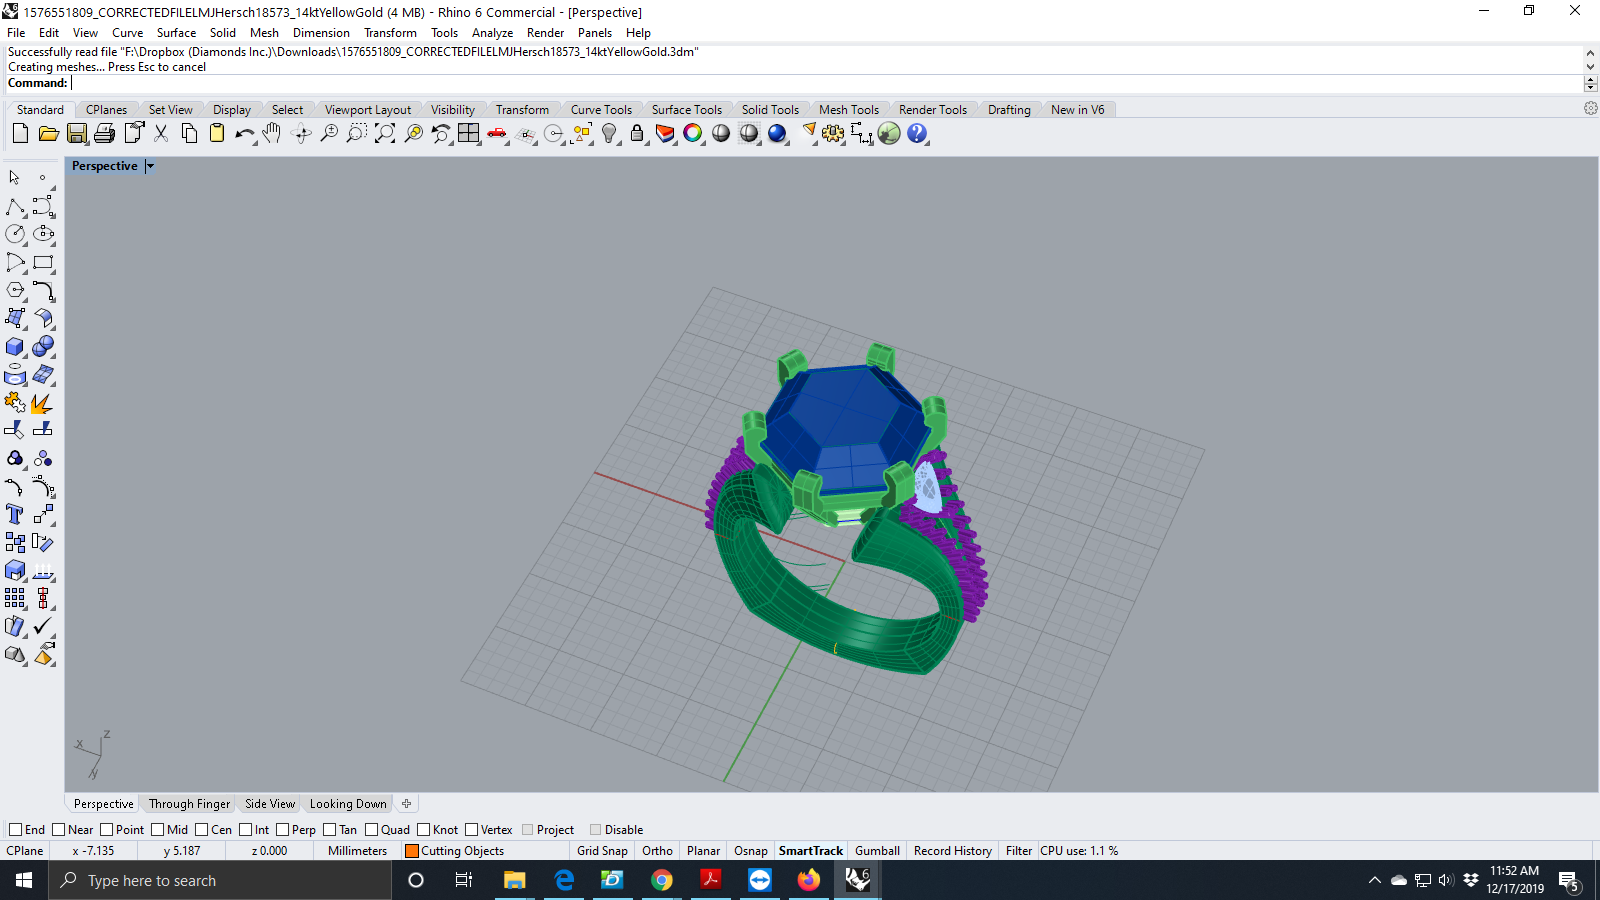 1576551809_CORRECTEDFILELMJHersch18573_14ktYellowGold (4 MB) - Rhino 6 Commercial - [Perspective]
File Edit View Curve Surface Solid Mesh Dimension Transform Tools Analyze Render Panels Help
Successfully read file "F:\Dropbox (Diamonds Inc.)\Downloads\1576551809_CORRECTEDFILELMJHersch18573_14ktYellowGold.3dm"
Creating meshes... Press Esc to cancel
Command:
Standard CPlanes Set View Display Select Viewport Layout Visibility Transform Curve Tools Surface Tools Solid Tools Mesh Tools Render Tools Drafting New in V6
Perspective
z
x
y
Perspective Through Finger Side View Looking Down
End Near Point Mid Cen Int Perp Tan Quad Knot Vertex Project Disable
CPlane x -7.135 y 5.187 z 0.000 Millimeters Cutting Objects Grid Snap Ortho Planar Osnap SmartTrack Gumball Record History Filter CPU use: 1.1 %
Type here to search
6
11:52 AM
12/17/2019
5